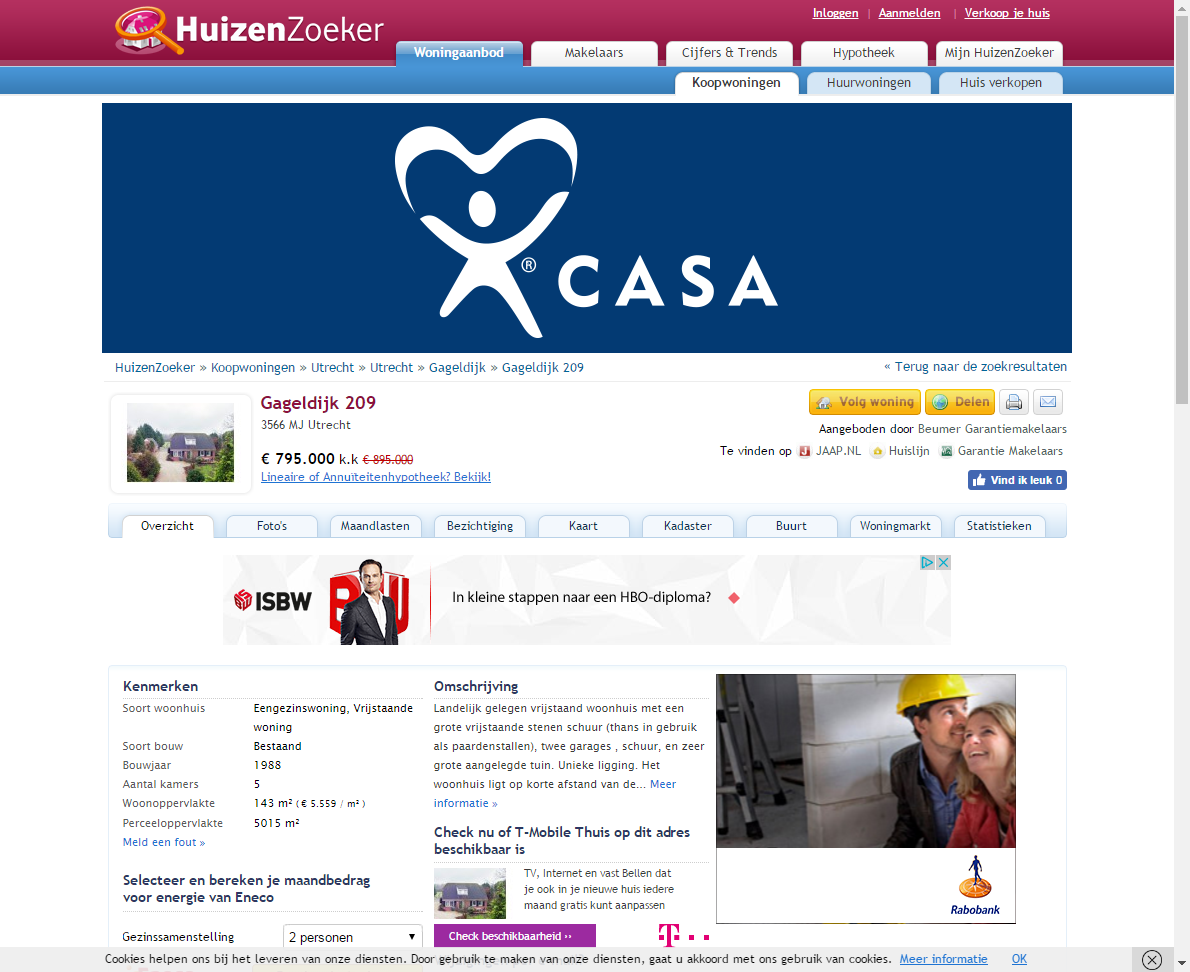 Inloggen | Aanmelden | Verkoop je huis
HuizenZoeker
Woningaanbod Makelaars Cijfers & Trends Hypotheek Mijn HuizenZoeker
Koopwoningen Huurwoningen Huis verkopen
® CASA
HuizenZoeker » Koopwoningen » Utrecht » Utrecht » Gageldijk » Gageldijk 209
« Terug naar de zoekresultaten
Gageldijk 209
3566 MJ Utrecht
€ 795.000 k.k € 895.000
Lineaire of Annuïteitenhypotheek? Bekijk!
Volg woning Delen
Aangeboden door Beumer Garantiemakelaars
Te vinden op JAAP.NL Huislijn Garantie Makelaars
Vind ik leuk 0
Overzicht Foto's Maandlasten Bezichtiging Kaart Kadaster Buurt Woningmarkt Statistieken
ISBW
In kleine stappen naar een HBO-diploma?
Kenmerken
Soort woonhuis Eengezinswoning, Vrijstaande
woning
Soort bouw Bestaand
Bouwjaar 1988
Aantal kamers 5
Woonoppervlakte 143 m² ( € 5.559 / m² )
Perceeloppervlakte 5015 m²
Meld een fout »
Selecteer en bereken je maandbedrag
voor energie van Eneco
Gezinssamenstelling 2 personen
Omschrijving
Landelijk gelegen vrijstaand woonhuis met een
grote vrijstaande stenen schuur (thans in gebruik
als paardenstallen), twee garages , schuur, en zeer
grote aangelegde tuin. Unieke ligging. Het
woonhuis ligt op korte afstand van de... Meer
informatie »
Check nu of T-Mobile Thuis op dit adres
beschikbaar is
TV, Internet en vast Bellen dat
je ook in je nieuwe huis iedere
maand gratis kunt aanpassen
Check beschikbaarheid ››
T
Rabobank
Cookies helpen ons bij het leveren van onze diensten. Door gebruik te maken van onze diensten, gaat u akkoord met ons gebruik van cookies. Meer informatie OK